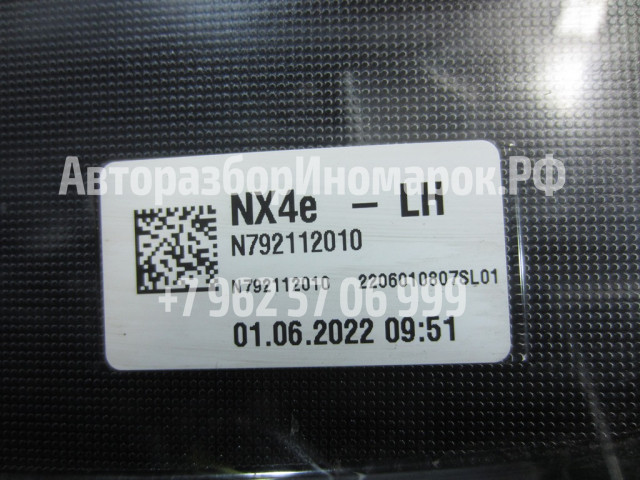 АвторазборИномарок.РФ
NX4e - LH
N792112010
N792112010 2206010807SL01
+7 962 57 06 999
01.06.2022 09:51